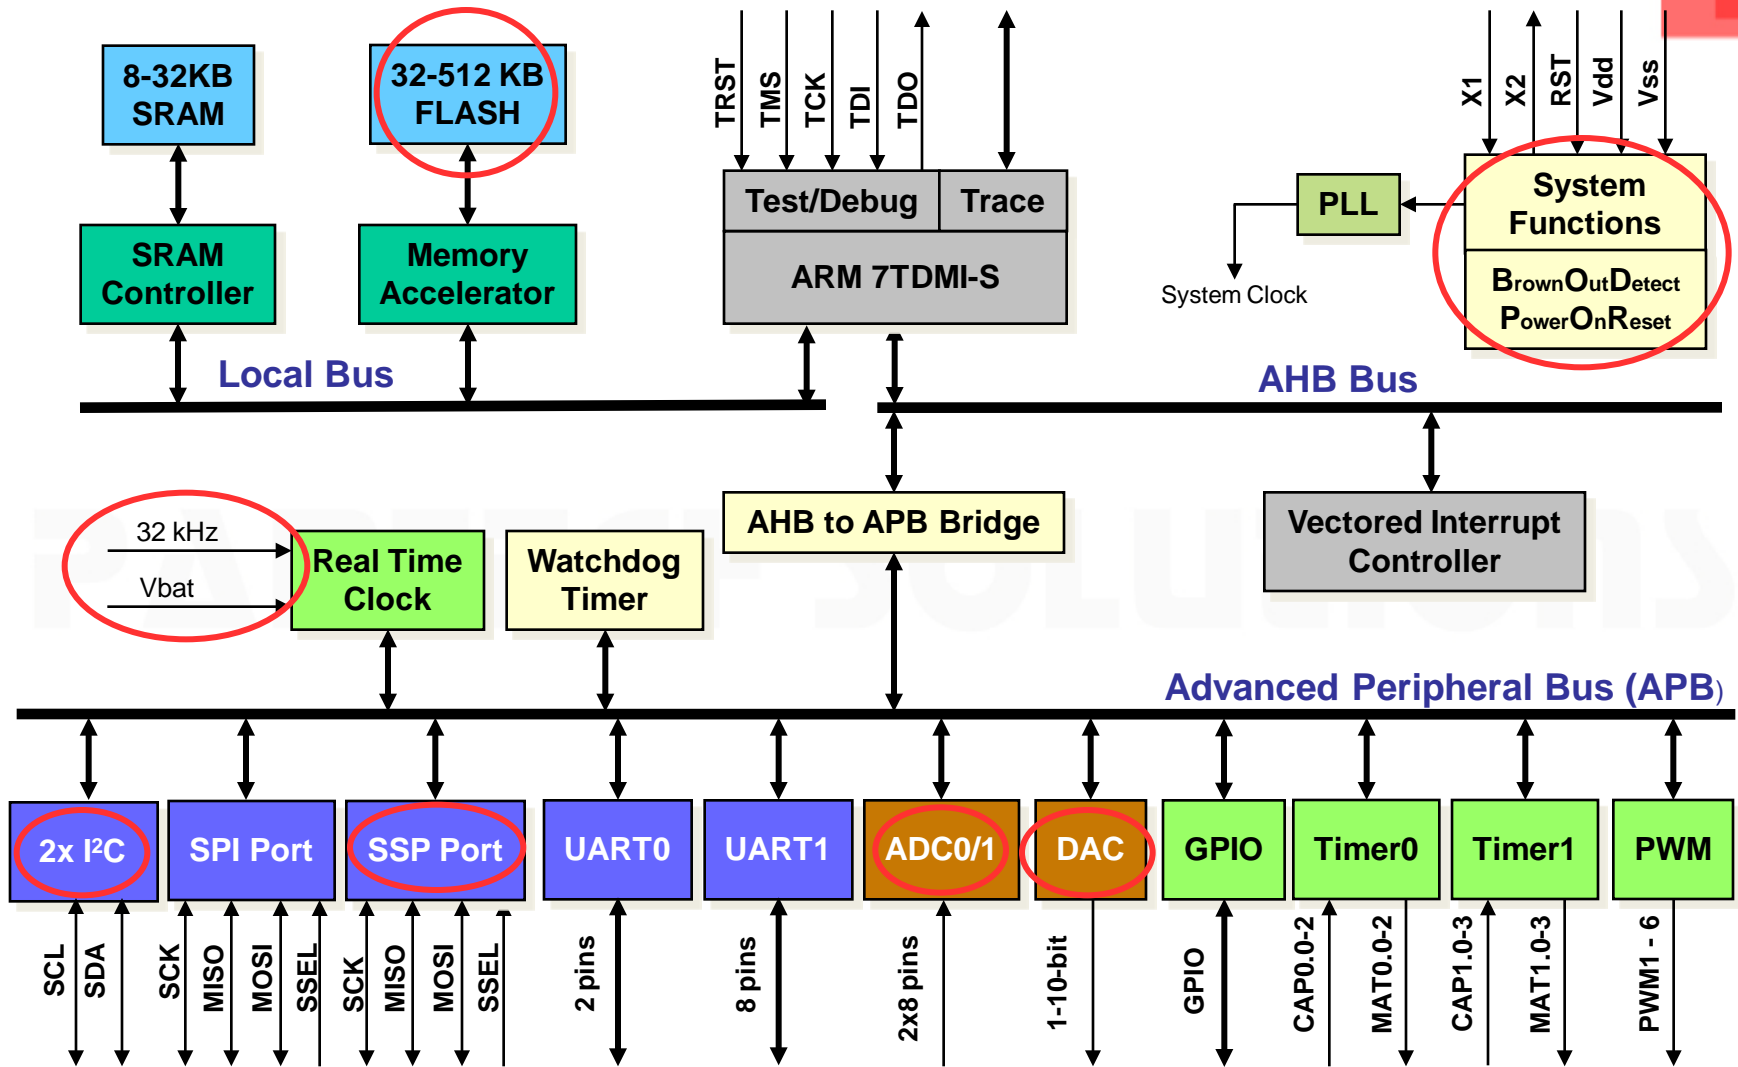 8-32KB
SRAM
32-512 KB
FLASH
TRST
TMS
TCK
TDI
TDO
X1
X2
RST
Vdd
Vss
Test/Debug
Trace
ARM 7TDMI-S
PLL
System
Functions
BrownOutDetect
PowerOnReset
System Clock
SRAM
Controller
Memory
Accelerator
Local Bus
AHB Bus
32 kHz
Vbat
Real Time
Clock
Watchdog
Timer
AHB to APB Bridge
Vectored Interrupt
Controller
Advanced Peripheral Bus (APB)
2x I²C
SPI Port
SSP Port
UART0
UART1
ADC0/1
DAC
GPIO
Timer0
Timer1
PWM
SCL
SDA
SCK
MISO
MOSI
SSEL
SCK
MISO
MOSI
SSEL
2 pins
8 pins
2x8 pins
1-10-bit
GPIO
CAP0.0-2
MAT0.0-2
CAP1.0-3
MAT1.0-3
PWM1 - 6